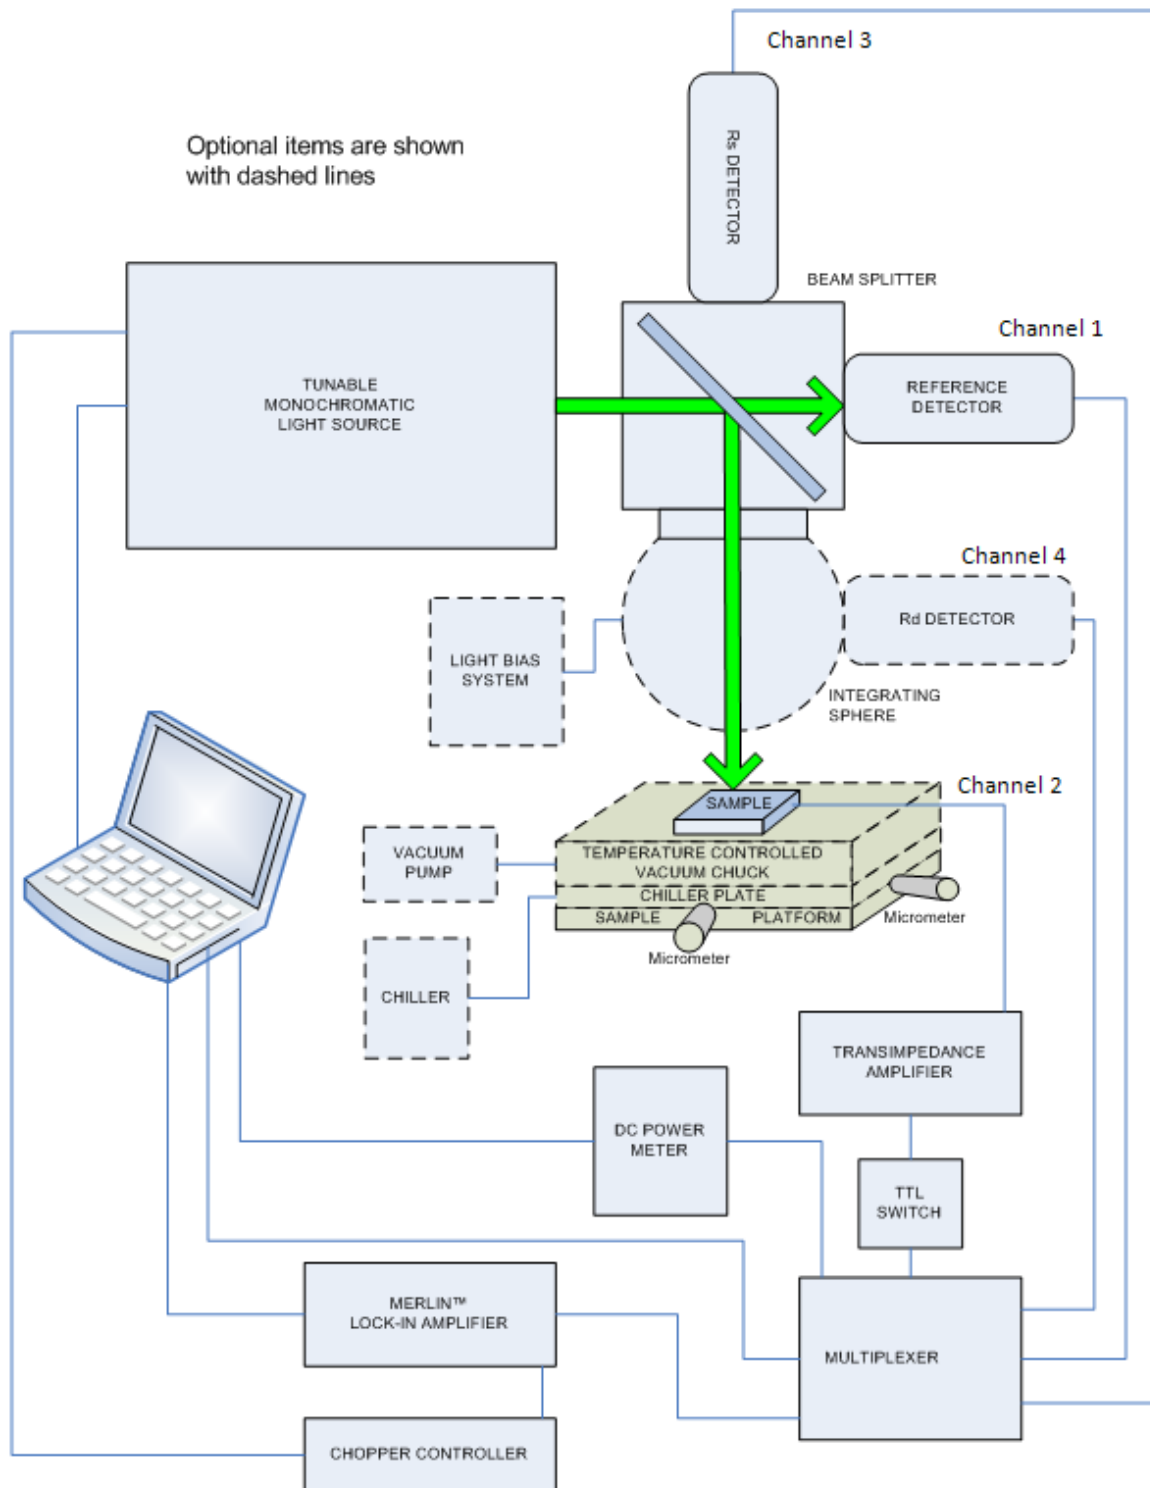 Channel 3
Optional items are shown
with dashed lines
Rs DETECTOR
BEAM SPLITTER
Channel 1
TUNABLE
MONOCHROMATIC
LIGHT SOURCE
REFERENCE
DETECTOR
Channel 4
Rd DETECTOR
LIGHT BIAS
SYSTEM
INTEGRATING
SPHERE
Channel 2
SAMPLE
VACUUM
PUMP
TEMPERATURE CONTROLLED
VACUUM CHUCK
CHILLER PLATE
SAMPLE PLATFORM
Micrometer
Micrometer
CHILLER
TRANSIMPEDANCE
AMPLIFIER
DC POWER
METER
TTL
SWITCH
MERLIN™
LOCK-IN AMPLIFIER
MULTIPLEXER
CHOPPER CONTROLLER